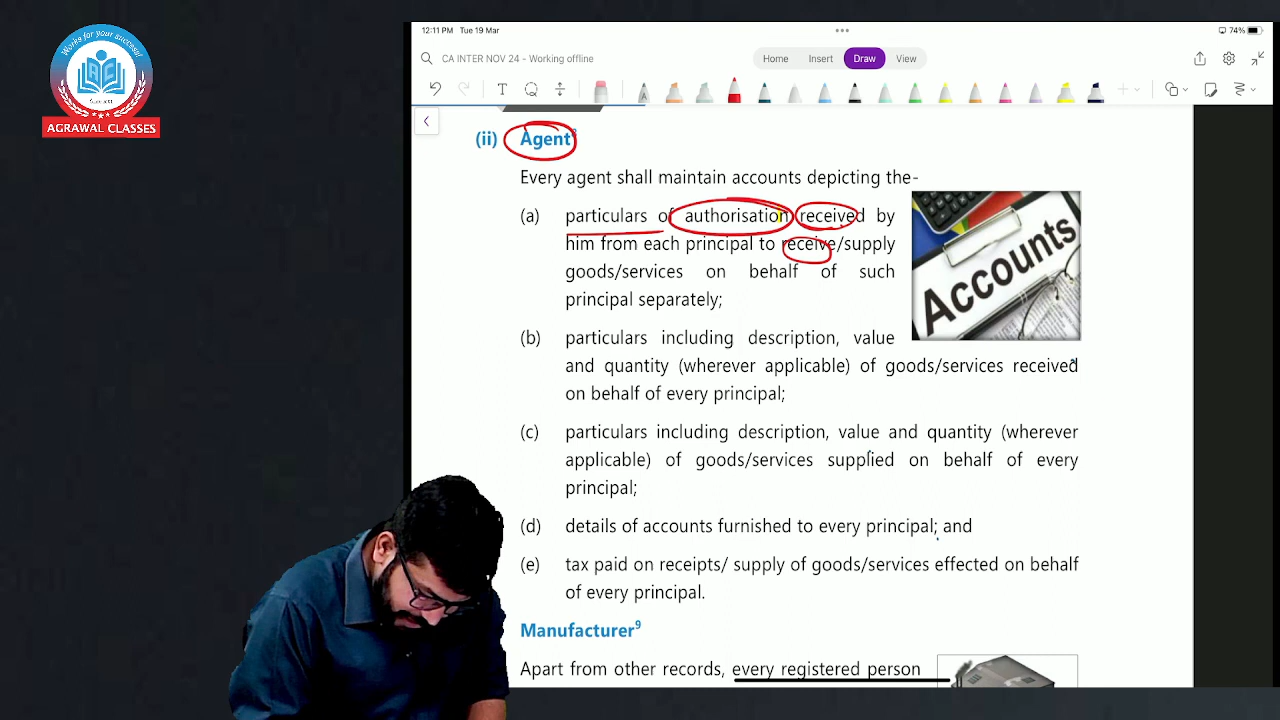 Works for your success!
AC
AGRAWAL CLASSES
12:11 PM Tue 19 Mar
74%
CA INTER NOV 24 - Working offline
Home Insert Draw View
(ii) Agent
Every agent shall maintain accounts depicting the-
(a) particulars of authorisation received by
him from each principal to receive/supply
goods/services on behalf of such
principal separately;
Accounts
(b) particulars including description, value
and quantity (wherever applicable) of goods/services received
on behalf of every principal;
(c) particulars including description, value and quantity (wherever
applicable) of goods/services supplied on behalf of every
principal;
(d) details of accounts furnished to every principal; and
(e) tax paid on receipts/ supply of goods/services effected on behalf
of every principal.
Manufacturer9
Apart from other records, every registered person